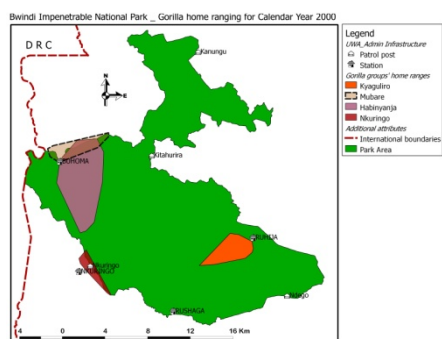 Bwindi Impenetrable National Park _ Gorilla home ranging for Calendar Year 2000
D R C
Kanungu
N
E
Kitahurira
BUHOMA
RUHIJA
Nkuringo
RUSHAGA
4 0 4 8 12 16 Km
Legend
UWA_Admin Infrastructure
Patrol post
Station
Gorilla groups' home ranges
Kyaguliro
Mubare
Habinyanja
Nkuringo
Additional attributes
International boundaries
Park Area